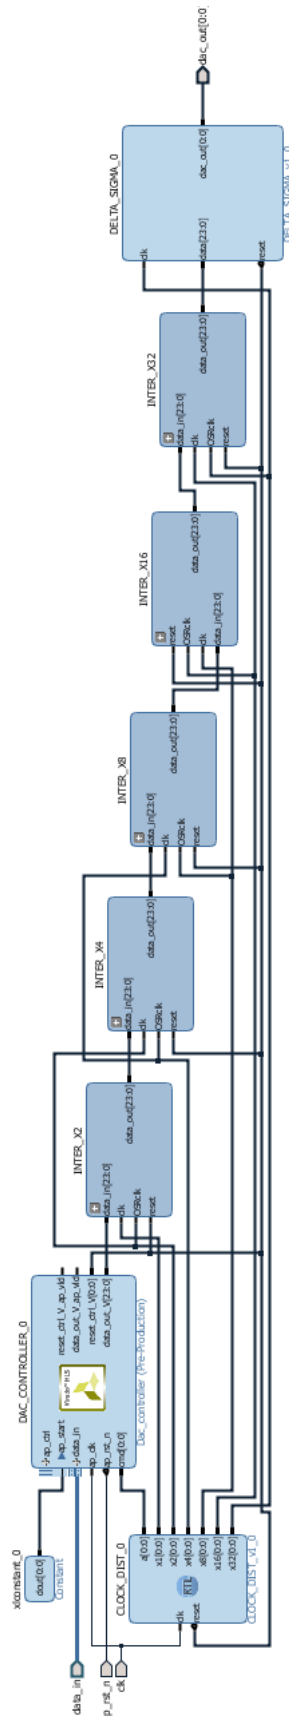 data_in
p_rst_n
clk
xlconstant_0
dout[0:0]
Constant
CLOCK_DIST_0
clk
reset
RTL
a[0:0]
x1[0:0]
x2[0:0]
x4[0:0]
x8[0:0]
x16[0:0]
x32[0:0]
CLOCK_DIST_v1_0
DAC_CONTROLLER_0
ap_ctrl
ap_start
data_in
ap_clk
ap_rst_n
cmd[0:0]
Vivado™ HLS
reset_ctrl_V_ap_vld
data_out_V_ap_vld
reset_ctrl_V[0:0]
data_out_V[23:0]
Dac_controller (Pre-Production)
INTER_X2
data_in[23:0]
clk
OSRclk
reset
data_out[23:0]
INTER_X4
data_in[23:0]
clk
OSRclk
reset
data_out[23:0]
INTER_X8
data_in[23:0]
clk
OSRclk
reset
data_out[23:0]
INTER_X16
reset
OSRclk
clk
data_in[23:0]
data_out[23:0]
INTER_X32
data_in[23:0]
clk
OSRclk
reset
data_out[23:0]
DELTA_SIGMA_0
clk
data[23:0]
reset
dac_out[0:0]
DELTA_SIGMA_v1_0
dac_out[0:0]